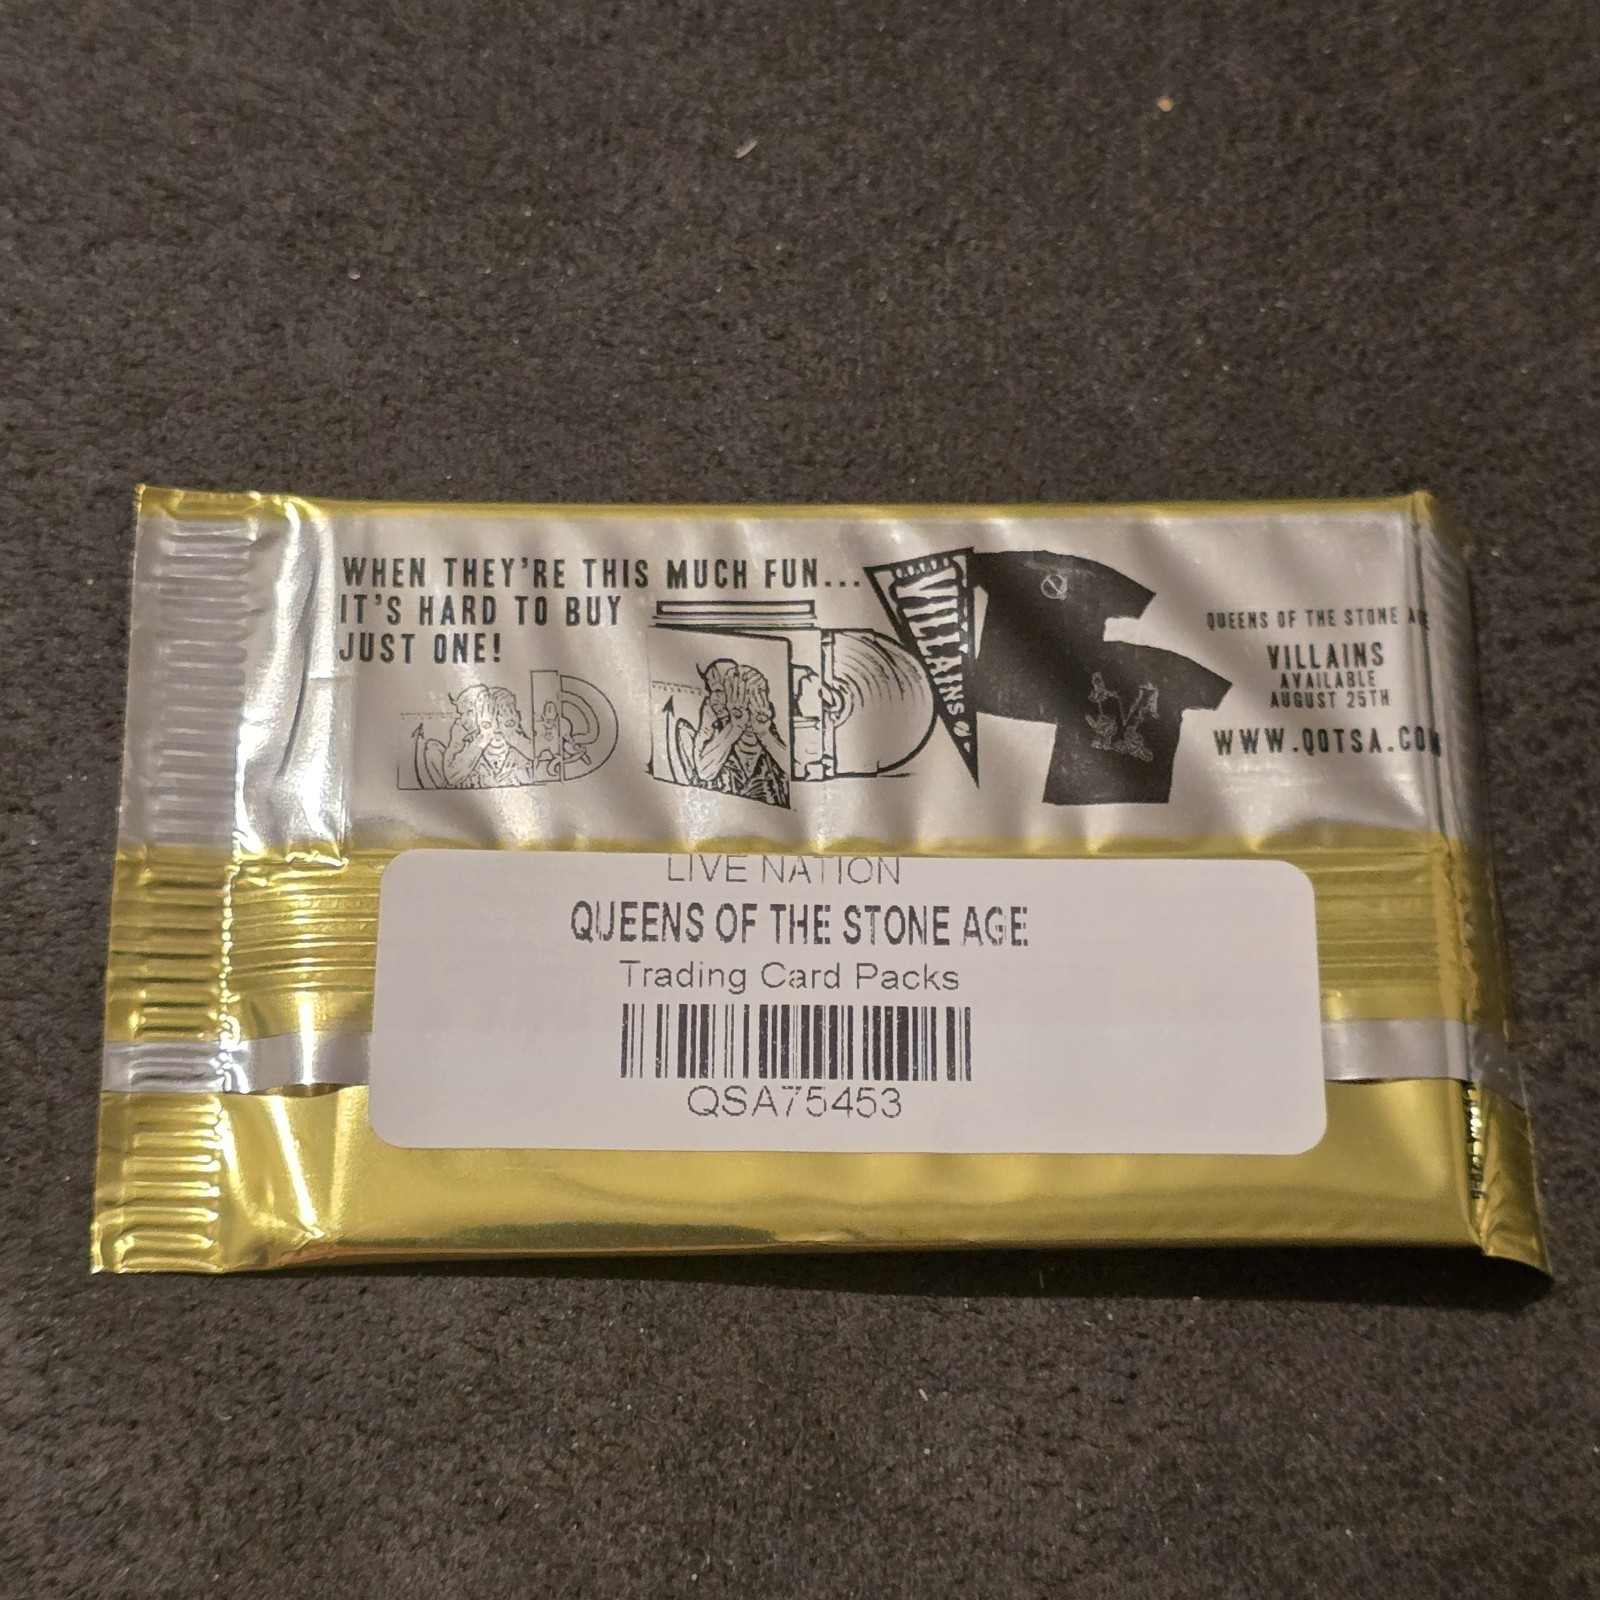 WHEN THEY'RE THIS MUCH FUN...
IT'S HARD TO BUY
JUST ONE!
VILLAINS
QUEENS OF THE STONE AGE
VILLAINS
AVAILABLE
AUGUST 25TH
WWW.QOTSA.COM
LIVE NATION
QUEENS OF THE STONE AGE
Trading Card Packs
QSA75453